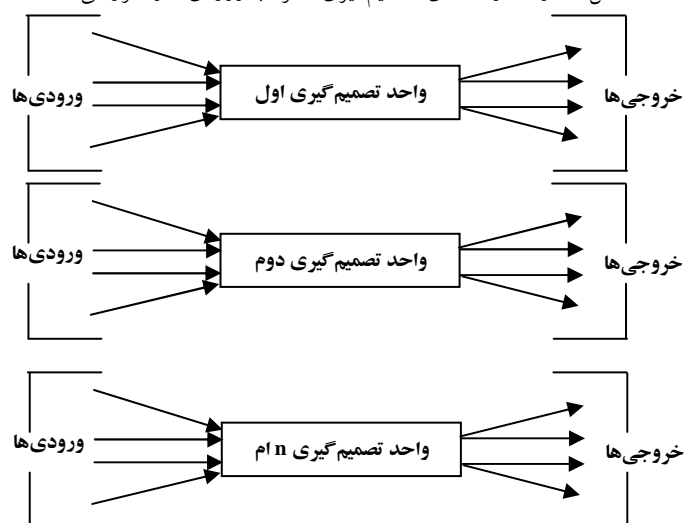 ورودی‌ها
واحد تصمیم‌گیری اول
خروجی‌ها
ورودی‌ها
واحد تصمیم‌گیری دوم
خروجی‌ها
ورودی‌ها
واحد تصمیم‌گیری n ام
خروجی‌ها